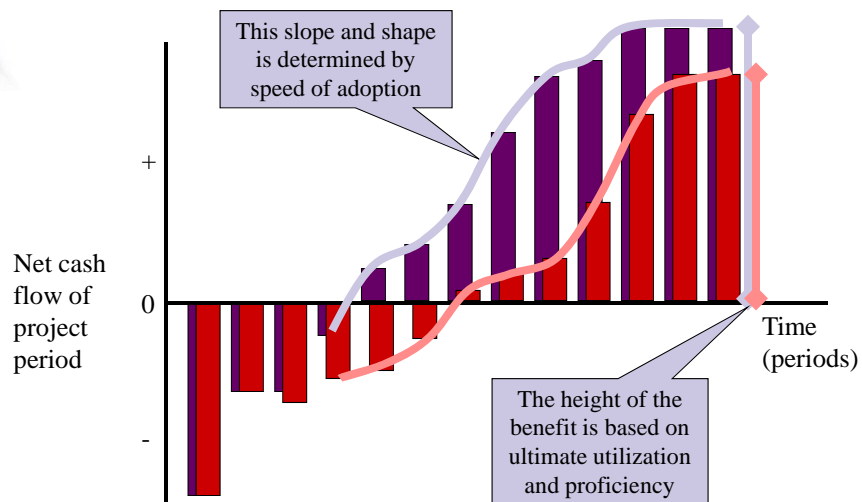 This slope and shape
is determined by
speed of adoption
+
Net cash
flow of
project
period
0
-
Time
(periods)
The height of the
benefit is based on
ultimate utilization
and proficiency